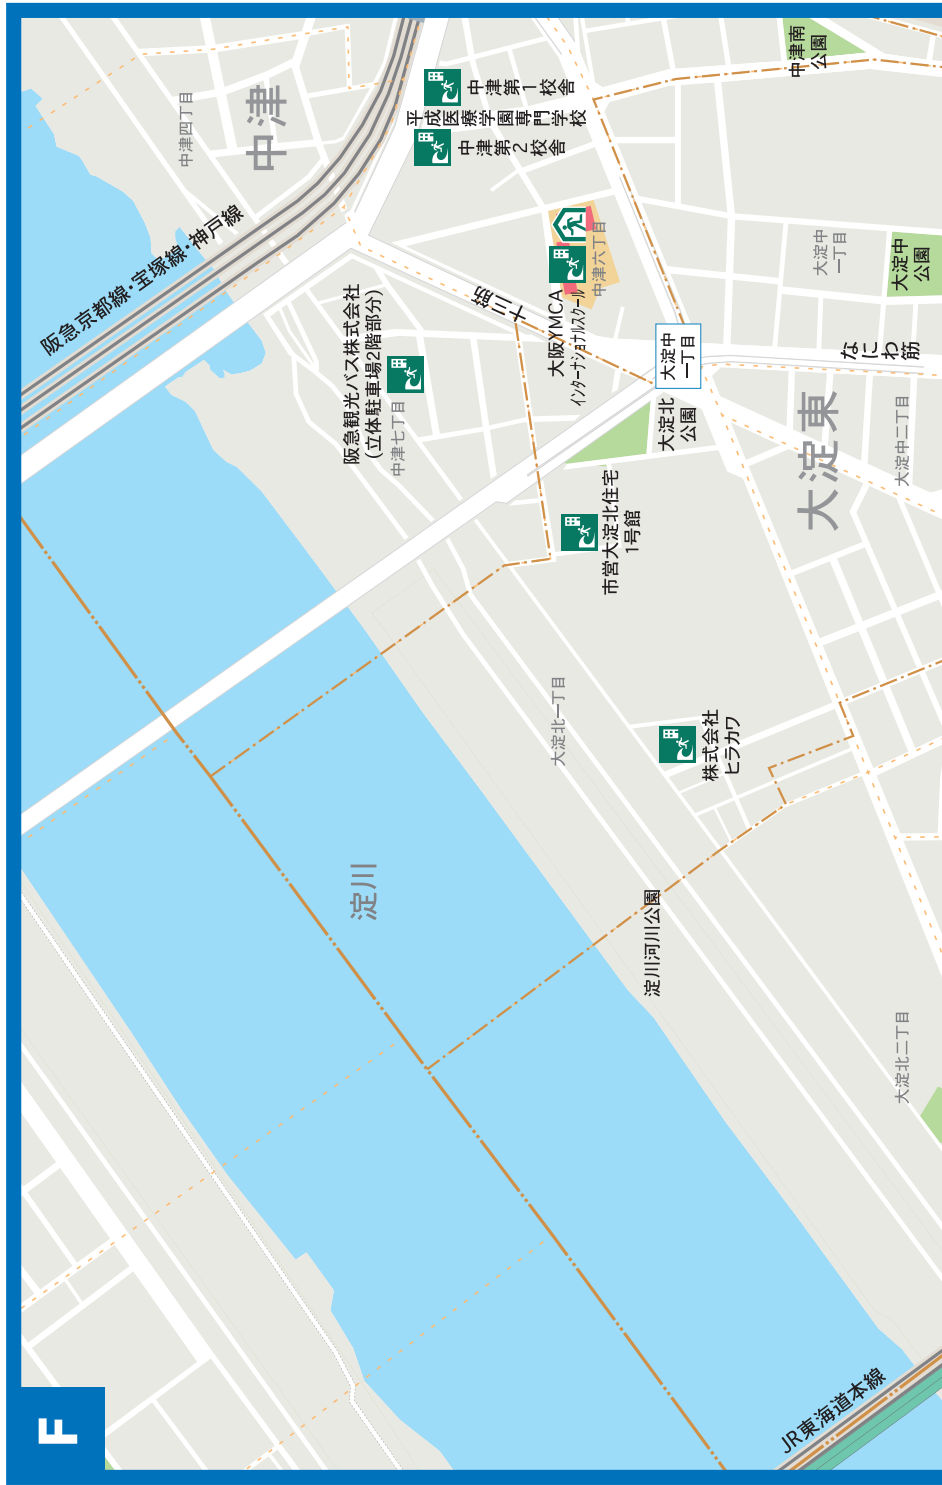 F
阪急京都線・宝塚線・神戸線
中津四丁目
中津
淀川
阪急観光バス株式会社
(立体駐車場2階部分)
中津七丁目
中津第1校舎
平成医療学園専門学校
中津第2校舎
十三筋
大阪YMCA
インターナショナルスクール
中津六丁目
市営大淀北住宅
1号館
大淀北一丁目
淀川河川公園
大淀北
公園
大淀中
一丁目
株式会社
ヒラカワ
中津南
公園
大淀中
一丁目
大淀東
なにわ筋
大淀中
公園
大淀中二丁目
大淀北二丁目
JR東海道本線